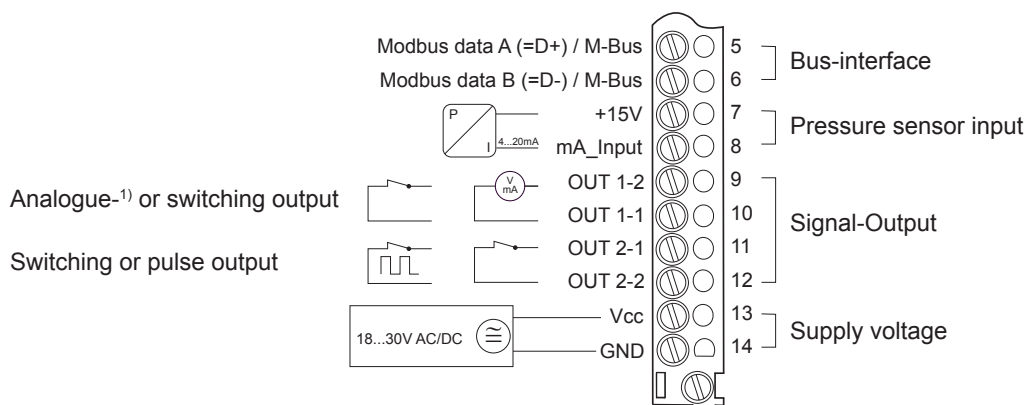 Modbus data A (=D+) / M-Bus 5 Bus-interface
Modbus data B (=D-) / M-Bus 6
P I 4...20mA +15V 7 Pressure sensor input
mA_Input 8
Analogue-1) or switching output V mA OUT 1-2 9 Signal-Output
OUT 1-1 10
Switching or pulse output OUT 2-1 11
OUT 2-2 12
18...30V AC/DC Vcc 13 Supply voltage
GND 14